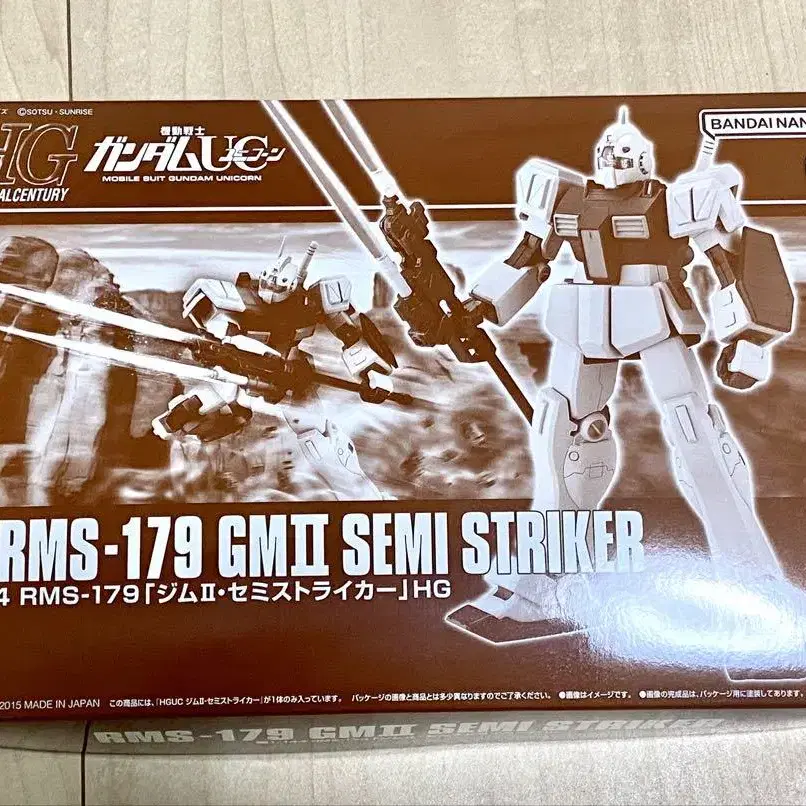 ズ ©SOTSU・SUNRISE
HG
ALCENTURY
機動戦士
ガンダムUC
ユニコーン
MOBILE SUIT GUNDAM UNICORN
BANDAI NAM
RMS-179 GMⅡ SEMI STRIKER
4 RMS-179「ジムⅡ・セミストライカー」HG
2015 MADE IN JAPAN この商品には、「HGUC ジムⅡ・セミストライカー」が1体のみ入っています。 パッケージの画像と商品とは多少異なりますのでご了承ください。 ●画像はイメージです。 ●画像の完成品は、パッケージ用に塗装してあります。
RMS-179 GMⅡ SEMI STRIKER